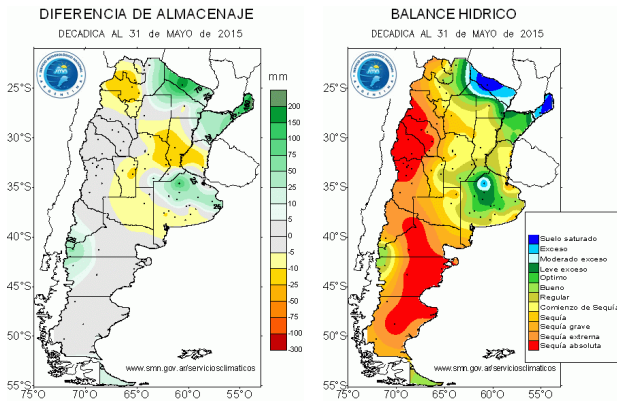 DIFERENCIA DE ALMACENAJE
DECADICA AL 31 de MAYO de 2015
25°S
30°S
35°S
40°S
45°S
50°S
55°S
75°O 70°O 65°O 60°O 55°O
www.smn.gov.ar/serviciosclimaticos
mm
200
150
100
75
50
25
10
5
0
-5
-10
-25
-50
-75
-100
-300
BALANCE HIDRICO
DECADICA AL 31 de MAYO de 2015
25°S
30°S
35°S
40°S
45°S
50°S
55°S
75°O 70°O 65°O 60°O 55°O
www.smn.gov.ar/serviciosclimaticos
Suelo saturado
Exceso
Moderado exceso
Leve exceso
Optimo
Bueno
Regular
Comienzo de Sequía
Sequía
Sequía grave
Sequía extrema
Sequía absoluta